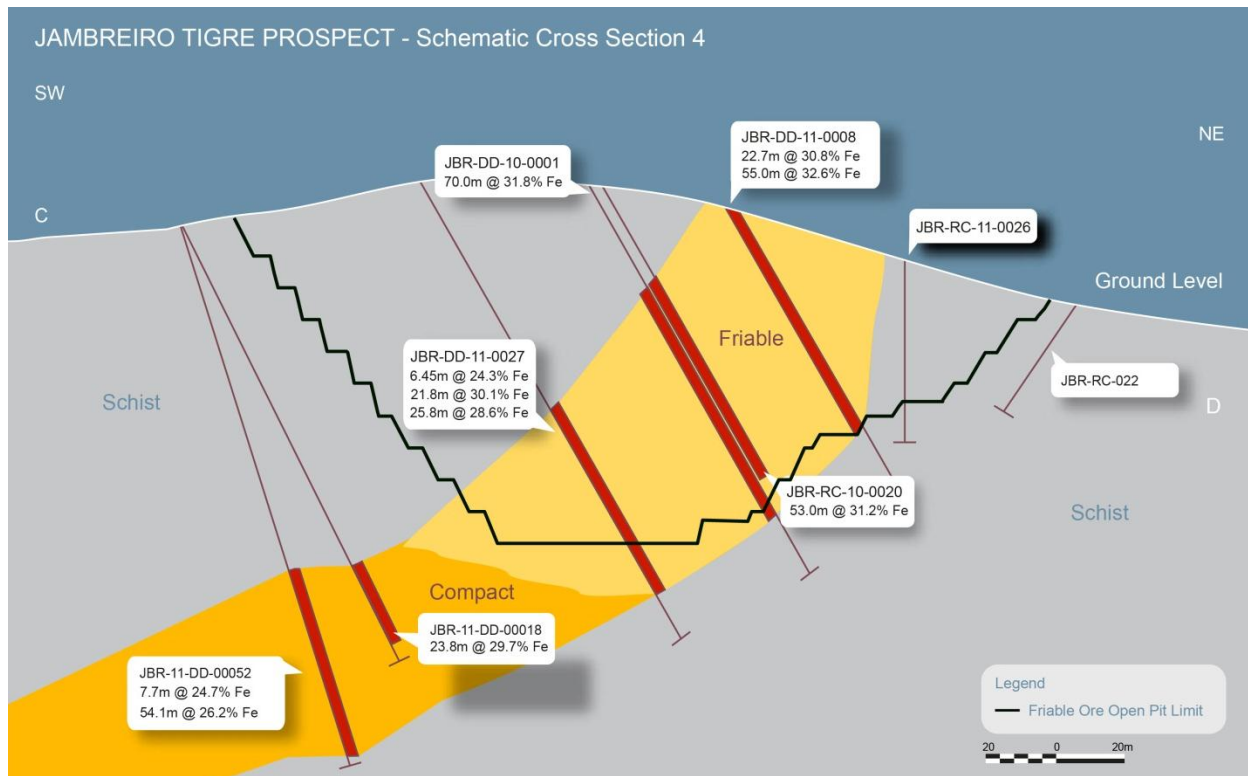 JAMBREIRO TIGRE PROSPECT - Schematic Cross Section 4
SW
NE
C
JBR-DD-10-0001
70.0m @ 31.8% Fe
JBR-DD-11-0008
22.7m @ 30.8% Fe
55.0m @ 32.6% Fe
JBR-RC-11-0026
Ground Level
Friable
JBR-DD-11-0027
6.45m @ 24.3% Fe
21.8m @ 30.1% Fe
25.8m @ 28.6% Fe
JBR-RC-022
Schist
D
JBR-RC-10-0020
53.0m @ 31.2% Fe
Schist
Compact
JBR-11-DD-00018
23.8m @ 29.7% Fe
JBR-11-DD-00052
7.7m @ 24.7% Fe
54.1m @ 26.2% Fe
Legend
Friable Ore Open Pit Limit
20 0 20m